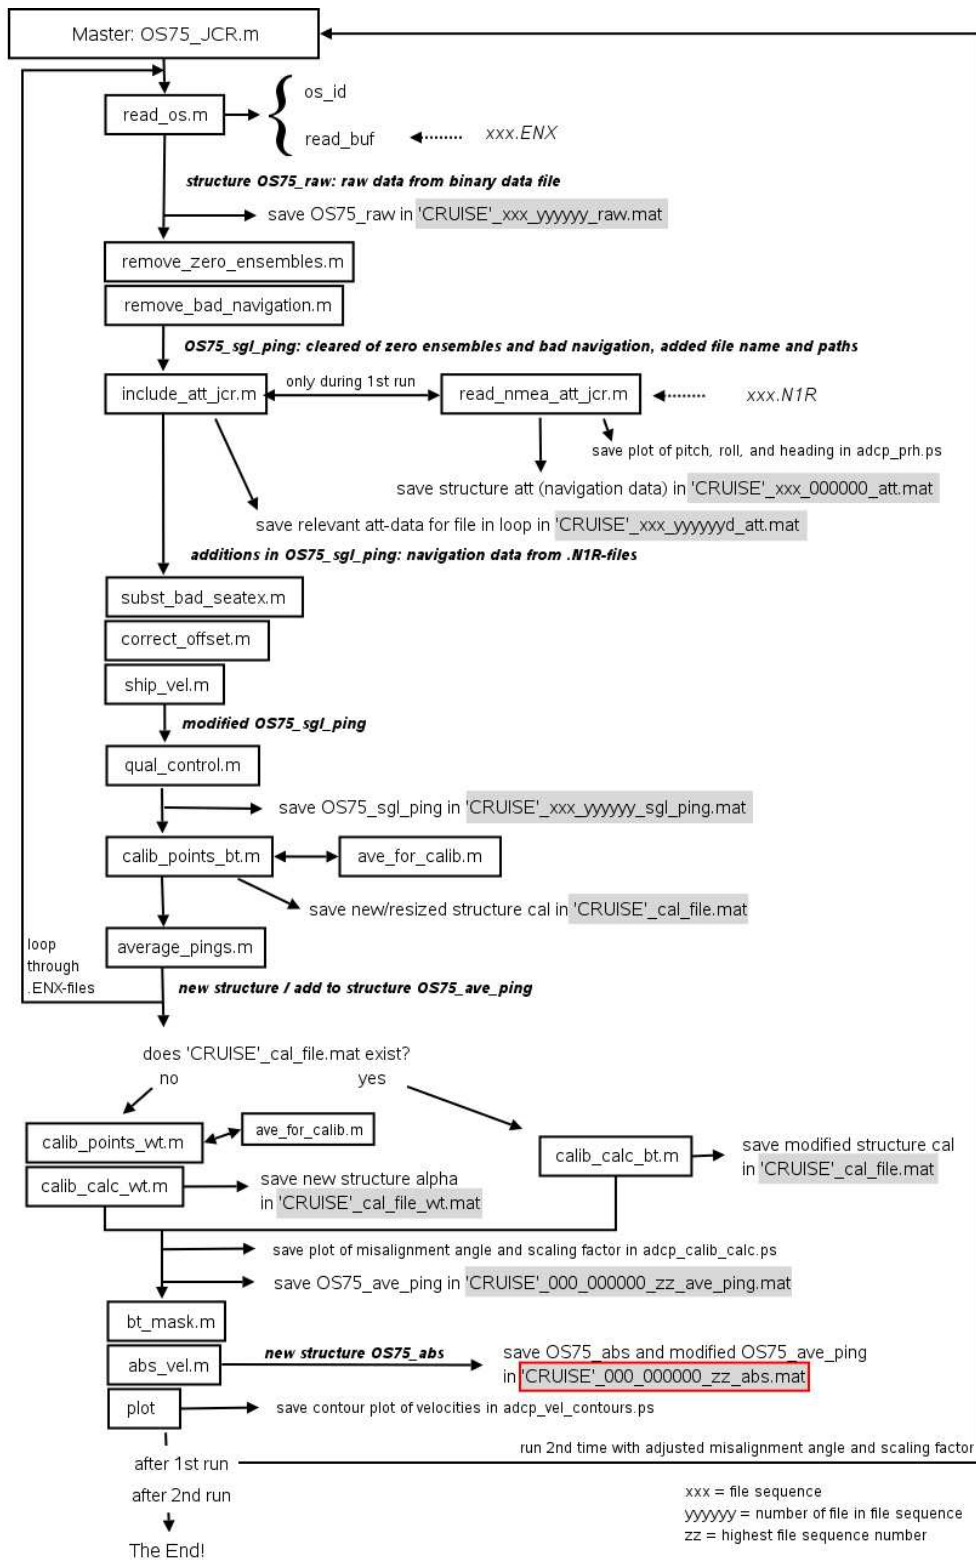 Master: OS75_JCR.m
read_os.m
os_id
read_buf
xxx.ENX
structure OS75_raw: raw data from binary data file
save OS75_raw in 'CRUISE'_xxx_yyyyyy_raw.mat
remove_zero_ensembles.m
remove_bad_navigation.m
OS75_sgl_ping: cleared of zero ensembles and bad navigation, added file name and paths
include_att_jcr.m
only during 1st run
read_nmea_att_jcr.m
xxx.N1R
save plot of pitch, roll, and heading in adcp_prh.ps
save structure att (navigation data) in 'CRUISE'_xxx_000000_att.mat
save relevant att-data for file in loop in 'CRUISE'_xxx_yyyyyyd_att.mat
additions in OS75_sgl_ping: navigation data from .N1R-files
subst_bad_seatex.m
correct_offset.m
ship_vel.m
modified OS75_sgl_ping
qual_control.m
save OS75_sgl_ping in 'CRUISE'_xxx_yyyyyy_sgl_ping.mat
calib_points_bt.m
ave_for_calib.m
save new/resized structure cal in 'CRUISE'_cal_file.mat
average_pings.m
loop
through
.ENX-files
new structure / add to structure OS75_ave_ping
does 'CRUISE'_cal_file.mat exist?
no
yes
calib_points_wt.m
ave_for_calib.m
calib_calc_wt.m
save new structure alpha
in 'CRUISE'_cal_file_wt.mat
calib_calc_bt.m
save modified structure cal
in 'CRUISE'_cal_file.mat
save plot of misalignment angle and scaling factor in adcp_calib_calc.ps
save OS75_ave_ping in 'CRUISE'_000_000000_zz_ave_ping.mat
bt_mask.m
abs_vel.m
new structure OS75_abs
save OS75_abs and modified OS75_ave_ping
in 'CRUISE'_000_000000_zz_abs.mat
plot
save contour plot of velocities in adcp_vel_contours.ps
run 2nd time with adjusted misalignment angle and scaling factor
after 1st run
after 2nd run
The End!
xxx = file sequence
yyyyyy = number of file in file sequence
zz = highest file sequence number